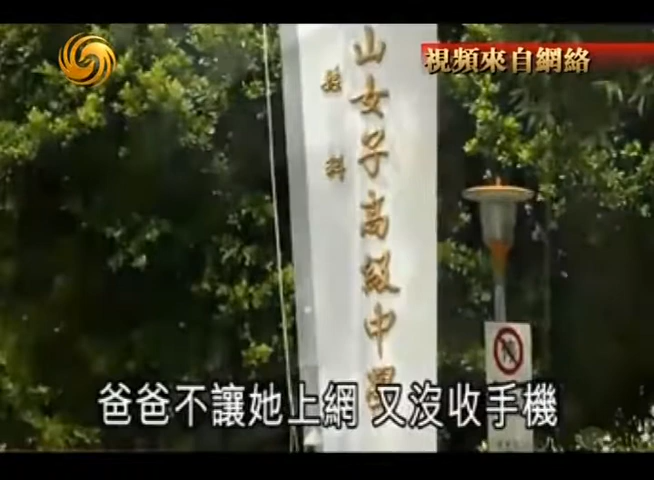 視頻來自網絡
山女子高級中學
爸爸不讓她上網 又沒收手機